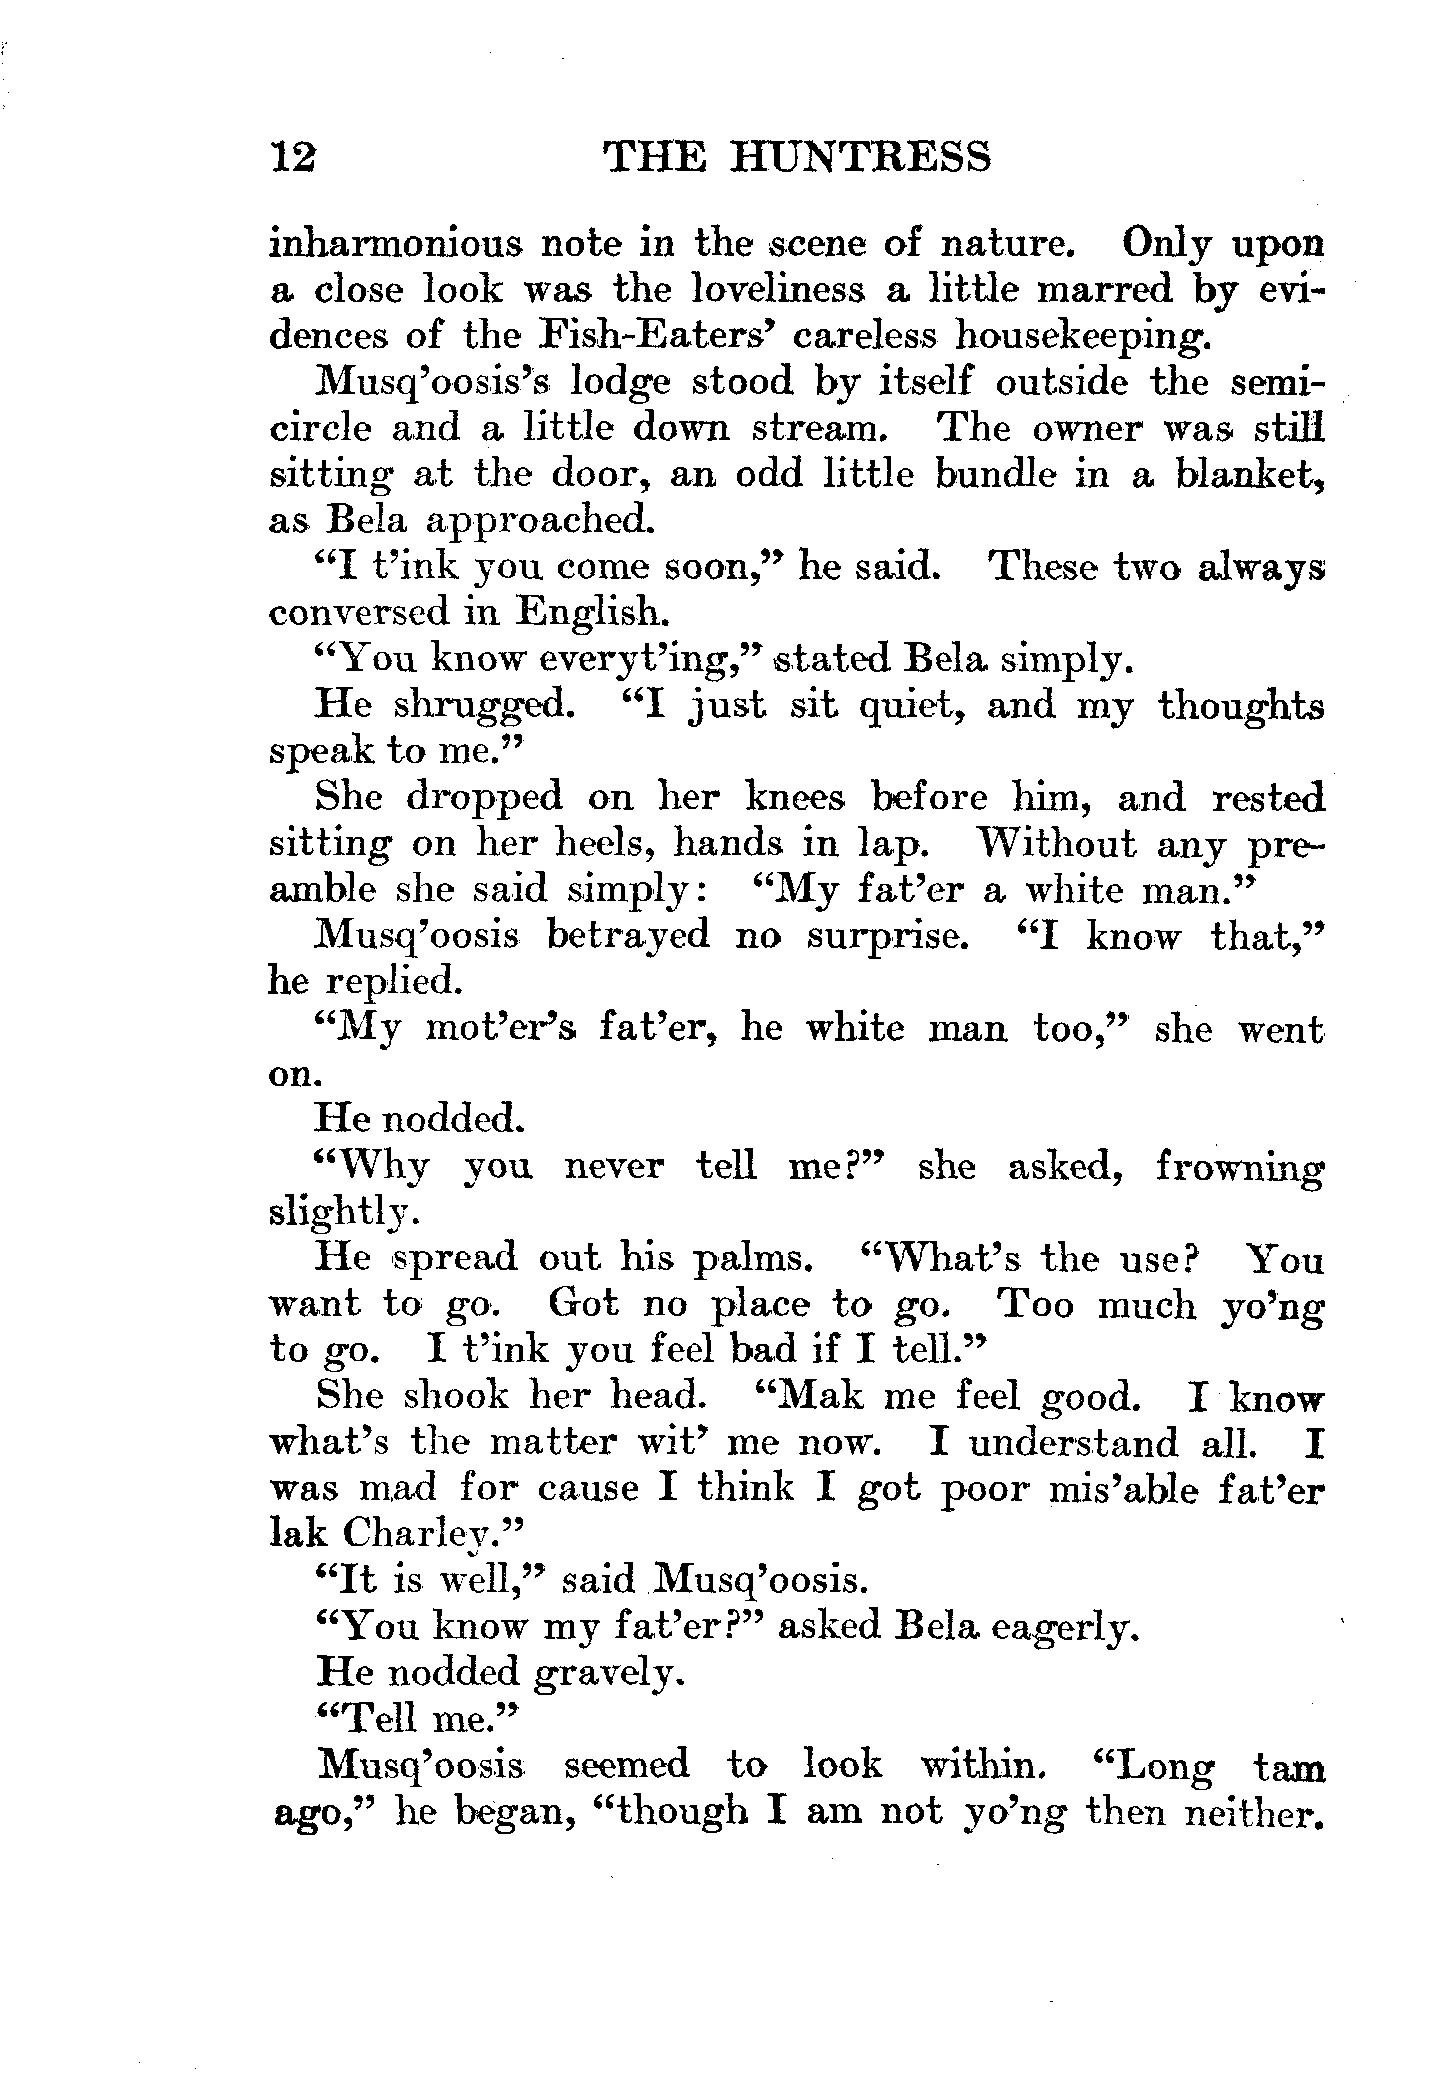 12 THE HUNTRESS
inharmonious note in the scene of nature. Only upon
a close look was the loveliness a little marred by evi-
dences of the Fish-Eaters' careless housekeeping.
Musq'oosis's lodge stood by itself outside the semi-
circle and a little down stream. The owner was still
sitting at the door, an odd little bundle in a blanket,
as Bela approached.
"I t'ink you come soon," he said. These two always
conversed in English.
"You know everyt'ing," stated Bela simply.
He shrugged. "I just sit quiet, and my thoughts
speak to me."
She dropped on her knees before him, and rested
sitting on her heels, hands in lap. Without any pre-
amble she said simply: "My fat'er a white man."
Musq'oosis betrayed no surprise. "I know that,"
he replied.
"My mot'er's fat'er, he white man too," she went
on.
He nodded.
"Why you never tell me?" she asked, frowning
slightly.
He spread out his palms. "What's the use? You
want to go. Got no place to go. Too much yo'ng
to go. I t'ink you feel bad if I tell."
She shook her head. "Mak me feel good. I know
what's the matter wit' me now. I understand all. I
was mad for cause I think I got poor mis'able fat'er
lak Charley."
"It is well," said Musq'oosis.
"You know my fat'er?" asked Bela eagerly.
He nodded gravely.
"Tell me."
Musq'oosis seemed to look within. "Long tam
ago," he began, "though I am not yo'ng then neither.